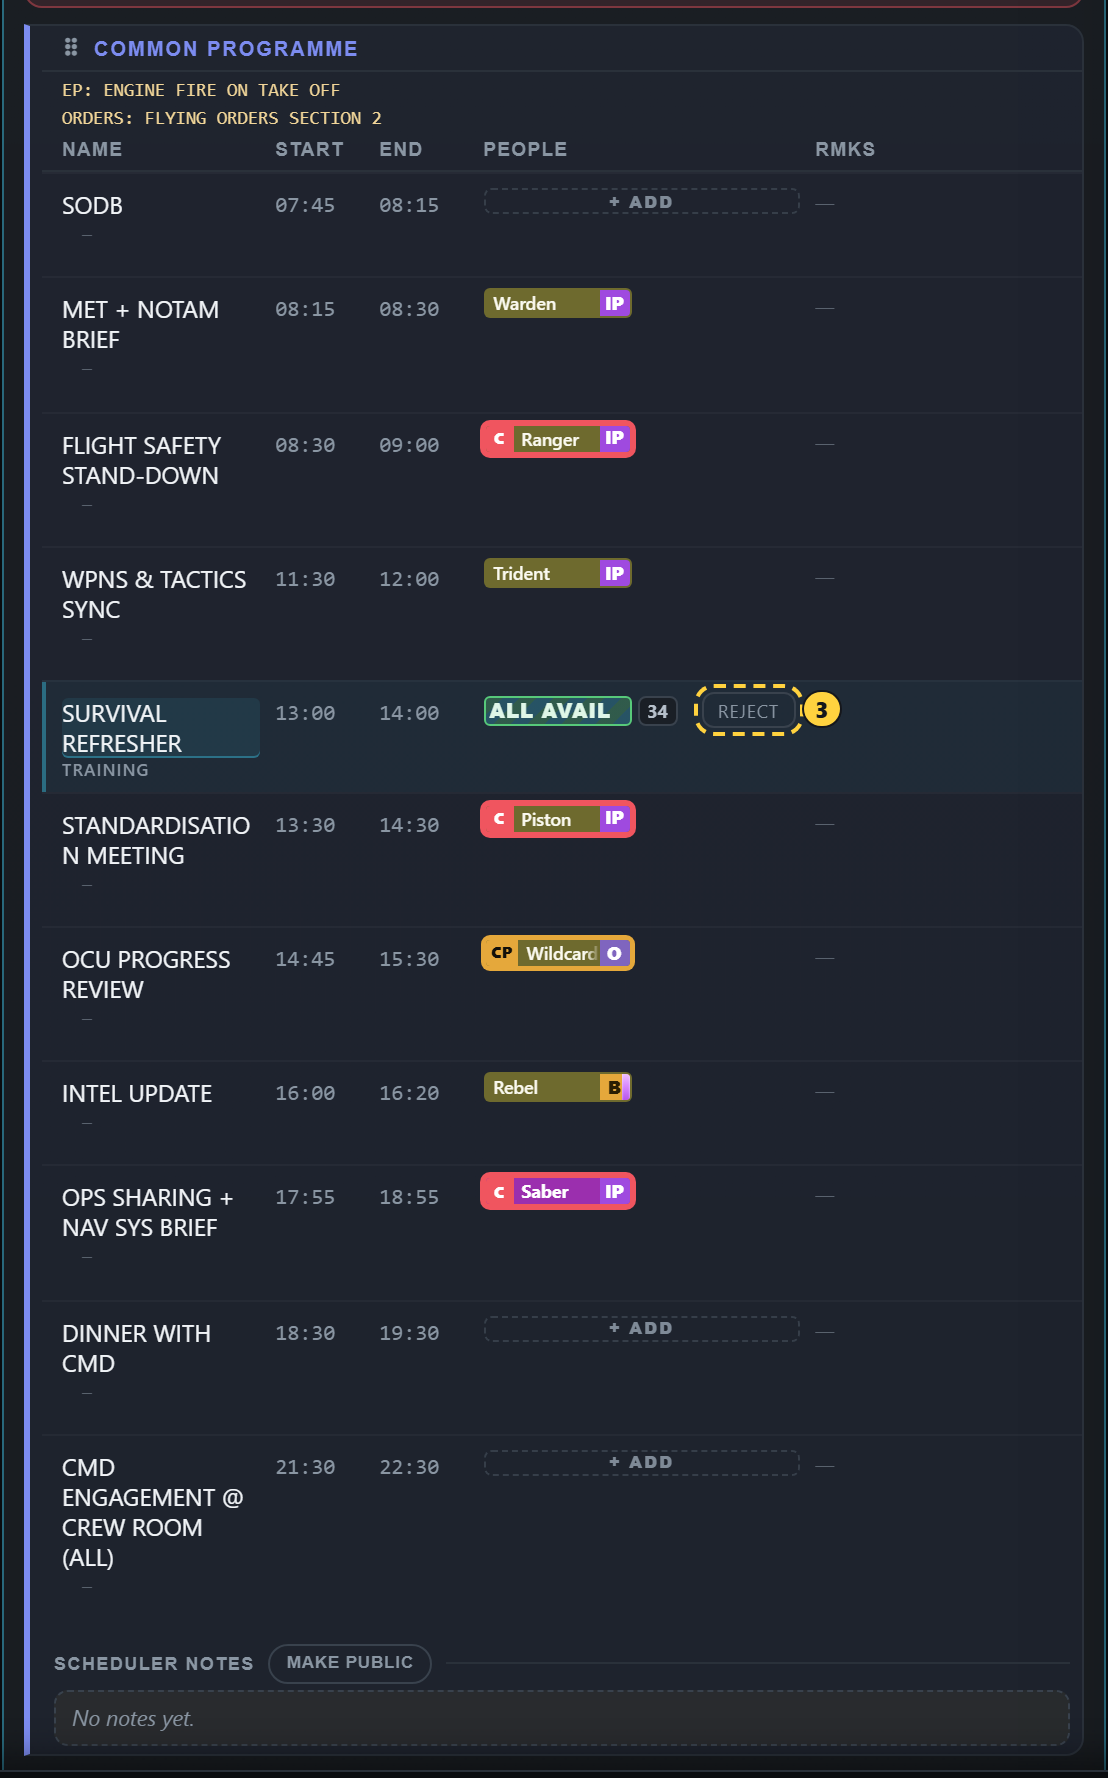 COMMON PROGRAMME
EP: ENGINE FIRE ON TAKE OFF
ORDERS: FLYING ORDERS SECTION 2
NAME START END PEOPLE RMKS
SODB 07:45 08:15 + ADD —
–
MET + NOTAM 08:15 08:30 Warden IP —
BRIEF
–
FLIGHT SAFETY 08:30 09:00 C Ranger IP —
STAND-DOWN
–
WPNS & TACTICS 11:30 12:00 Trident IP —
SYNC
–
SURVIVAL 13:00 14:00 ALL AVAIL 34 REJECT 3
REFRESHER
TRAINING
STANDARDISATIO 13:30 14:30 C Piston IP —
N MEETING
–
OCU PROGRESS 14:45 15:30 CP Wildcard O —
REVIEW
–
INTEL UPDATE 16:00 16:20 Rebel B —
–
OPS SHARING + 17:55 18:55 C Saber IP —
NAV SYS BRIEF
–
DINNER WITH 18:30 19:30 + ADD —
CMD
–
CMD 21:30 22:30 + ADD —
ENGAGEMENT @
CREW ROOM
(ALL)
–
SCHEDULER NOTES MAKE PUBLIC
No notes yet.